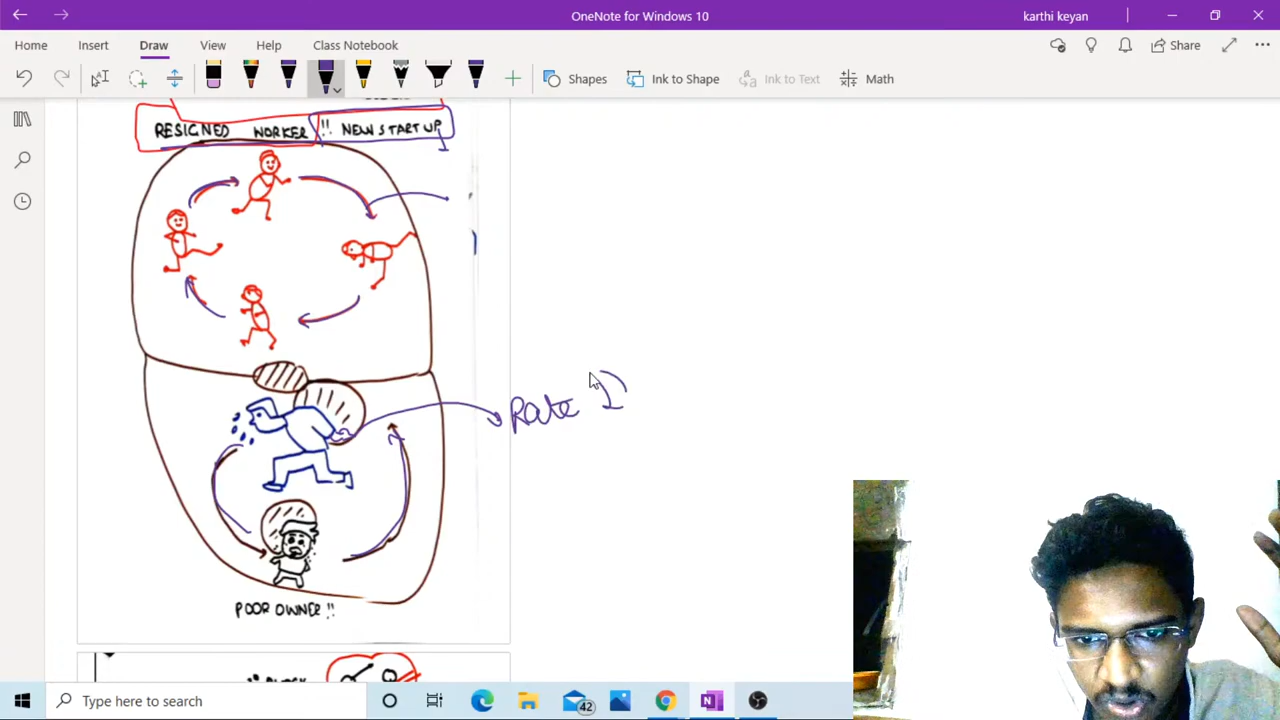 OneNote for Windows 10
karthi keyan
Home
Insert
Draw
View
Help
Class Notebook
Share
Shapes
Ink to Shape
Ink to Text
Math
RESIGNED WORKER !! NEW START UP
Rate
POOR OWNER !!
Type here to search
42